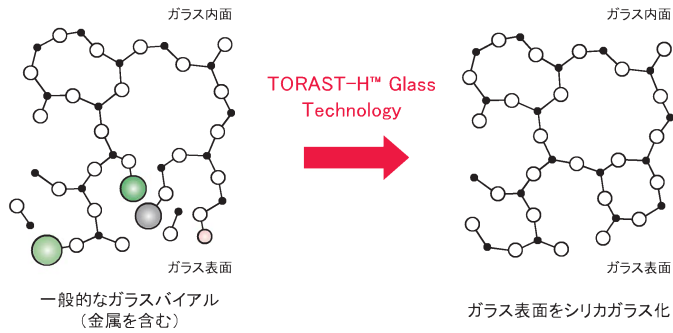 ガラス内面
ガラス内面
TORAST-H™ Glass
Technology
ガラス表面
ガラス表面
一般的なガラスバイアル
（金属を含む）
ガラス表面をシリカガラス化